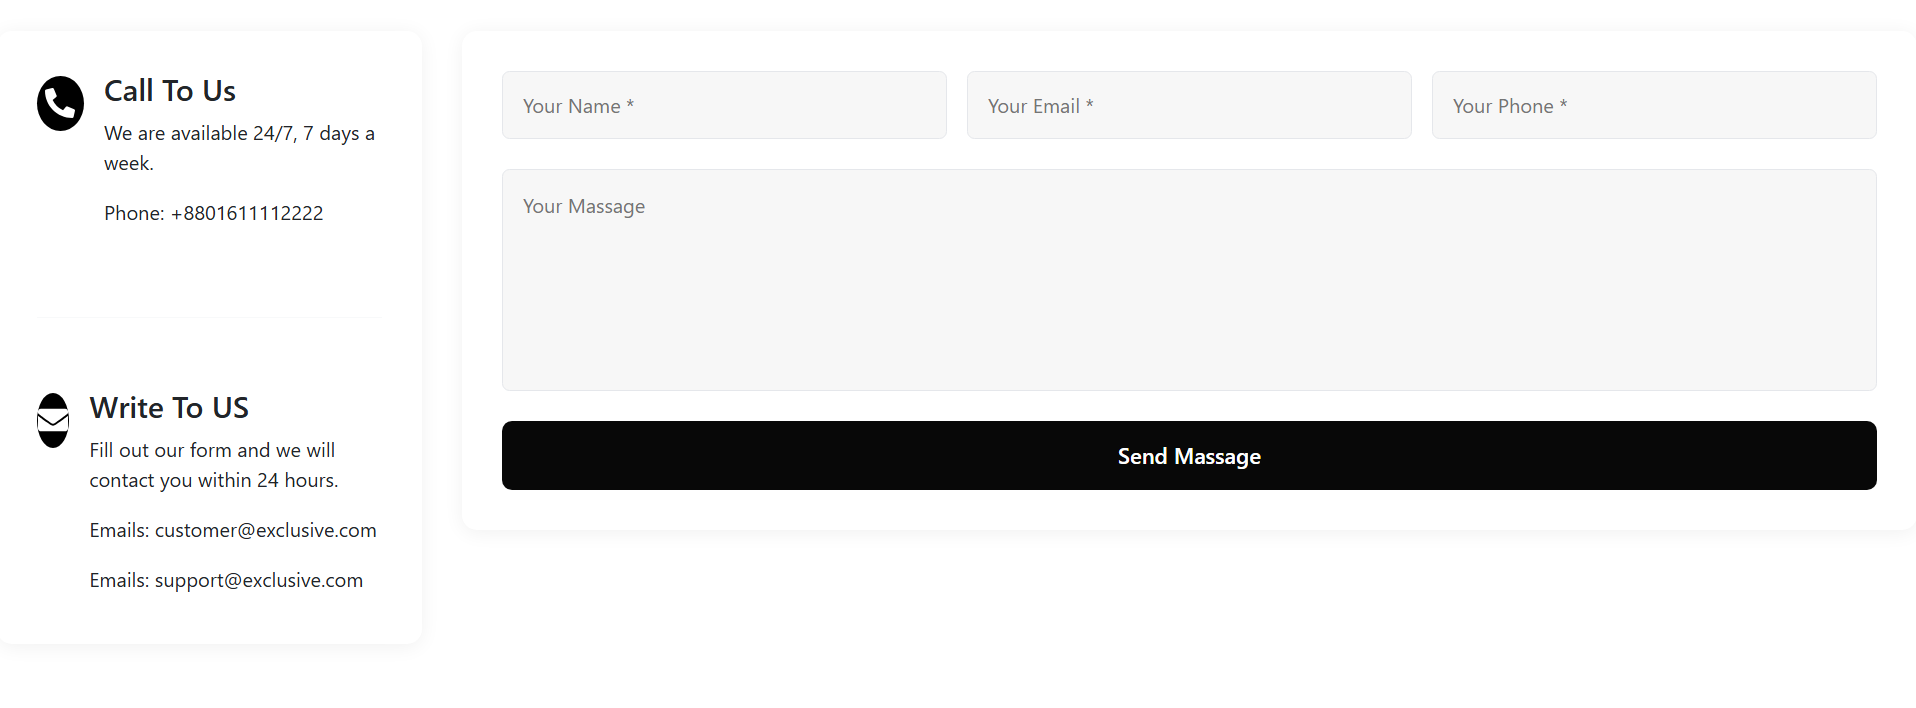 Call To Us
We are available 24/7, 7 days a
week.
Phone: +8801611112222
Write To US
Fill out our form and we will
contact you within 24 hours.
Emails: customer@exclusive.com
Emails: support@exclusive.com
Your Name *
Your Email *
Your Phone *
Your Massage
Send Massage